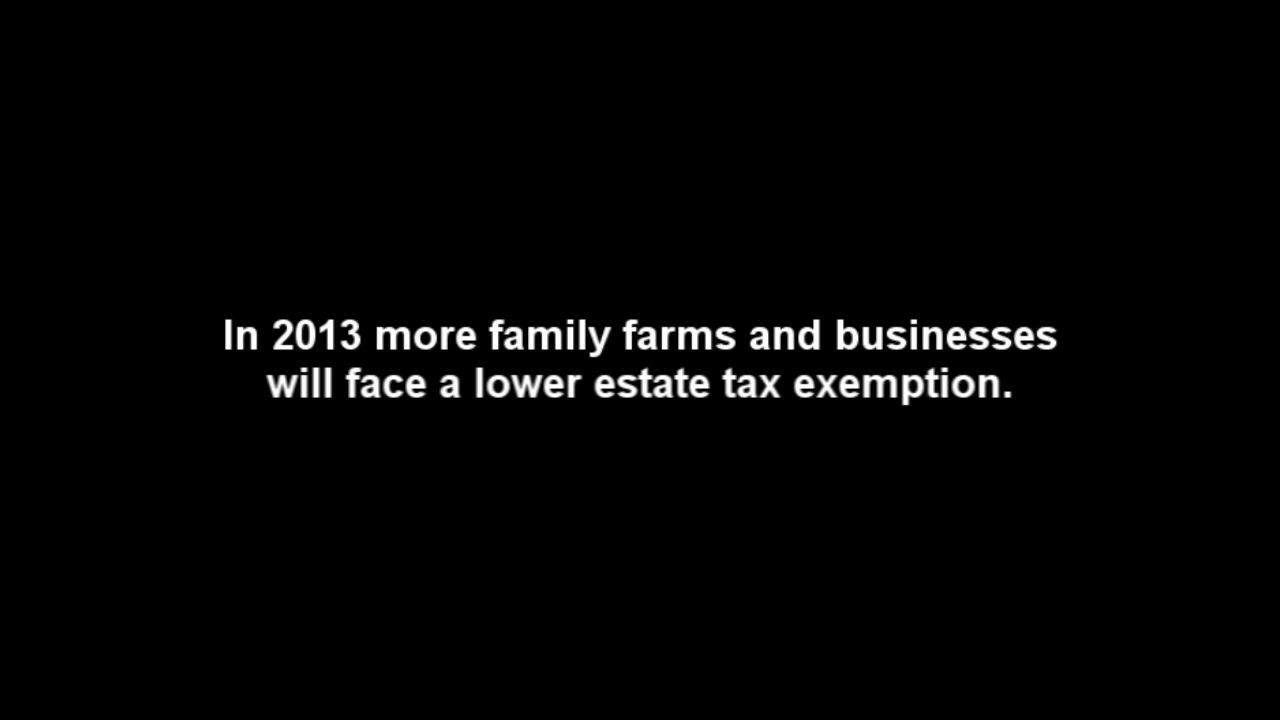 In 2013 more family farms and businesses
will face a lower estate tax exemption.